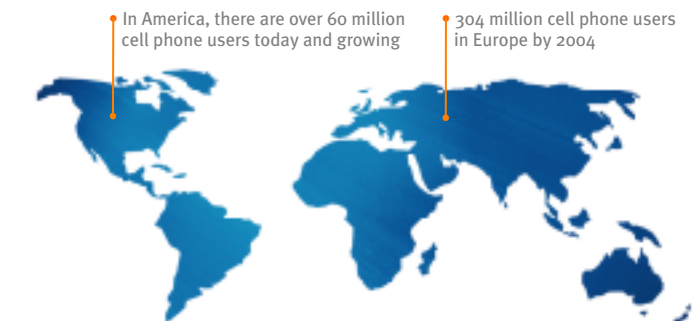 In America, there are over 60 million
cell phone users today and growing
304 million cell phone users
in Europe by 2004